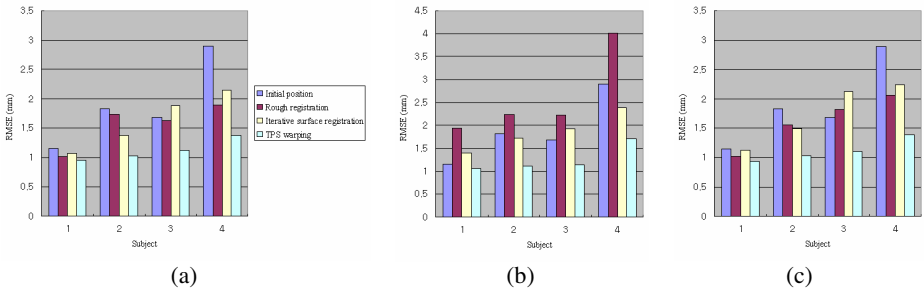 3.5
3
2.5
2
1.5
1
0.5
0
RMSE (mm)
1 2 3 4
Subject
Initial position
Rough registration
Iterative surface registration
TPS warping
(a)
4.5
4
3.5
3
2.5
2
1.5
1
0.5
0
RMSE (mm)
1 2 3 4
Subject
(b)
3.5
3
2.5
2
1.5
1
0.5
0
RMSE (mm)
1 2 3 4
Subject
(c)